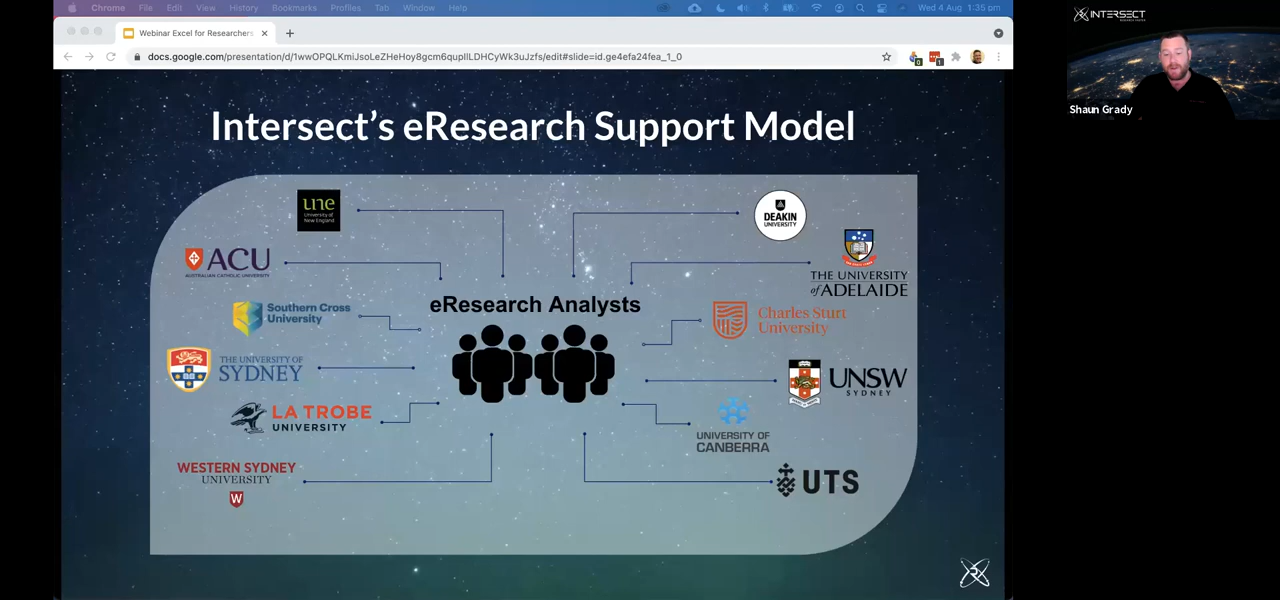 Chrome File Edit View History Bookmarks Profiles Tab Window Help
Wed 4 Aug 1:35 pm
Webinar Excel for Researchers
docs.google.com/presentation/d/1wwOPQLKmiJsoLeZHeHoy8gcm6qupIlLDHCyWk3uJzfs/edit#slide=id.ge4efa24fea_1_0
INTERSECT
Shaun Grady
Intersect's eResearch Support Model
une
University of
New England
DEAKIN
UNIVERSITY
ACU
AUSTRALIAN CATHOLIC UNIVERSITY
THE UNIVERSITY
of ADELAIDE
eResearch Analysts
Southern Cross
University
Charles Sturt
University
THE UNIVERSITY OF
SYDNEY
UNSW
SYDNEY
LA TROBE
UNIVERSITY
UNIVERSITY OF
CANBERRA
WESTERN SYDNEY
UNIVERSITY
W
UTS